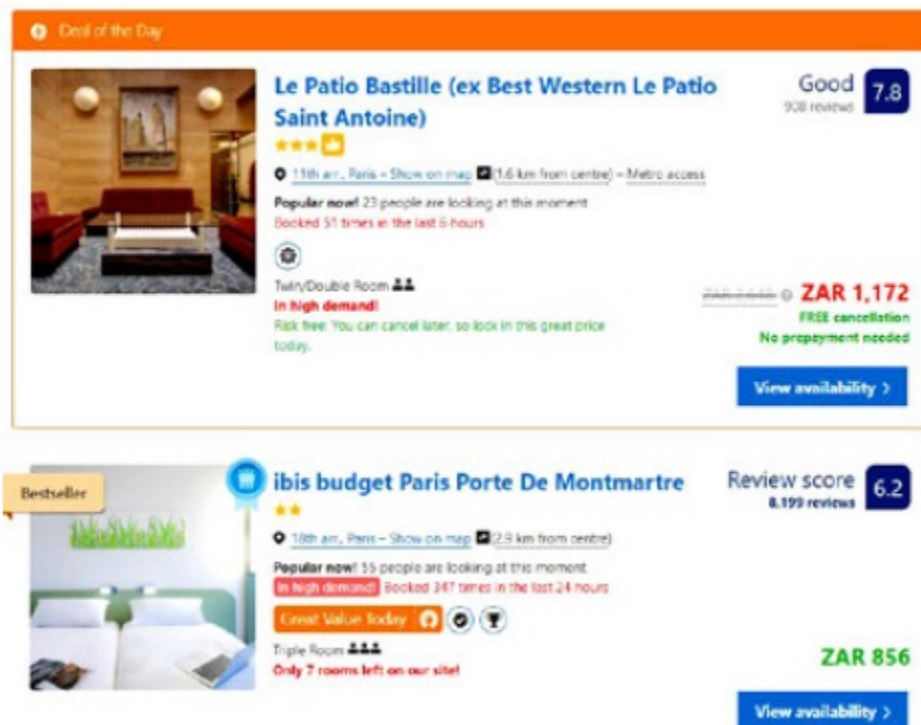 Deal of the Day
Le Patio Bastille (ex Best Western Le Patio
Saint Antoine)
Good
7.8
reviews
11th arr., Paris – Show on map (1.6 km from centre) – Metro access
Popular now! 23 people are looking at this moment
Booked 51 times in the last 6 hours
Twin/Double Room
In high demand!
Risk free: You can cancel later, so lock in this great price
today.
ZAR
ZAR 1,172
FREE cancellation
No prepayment needed
View availability
Bestseller
ibis budget Paris Porte De Montmartre
Review score
6.2
8,199 reviews
18th arr., Paris – Show on map (2.9 km from centre)
Popular now! 55 people are looking at this moment
In high demand! Booked 347 times in the last 24 hours
Great Value Today
Triple Room
Only 7 rooms left on our site!
ZAR 856
View availability